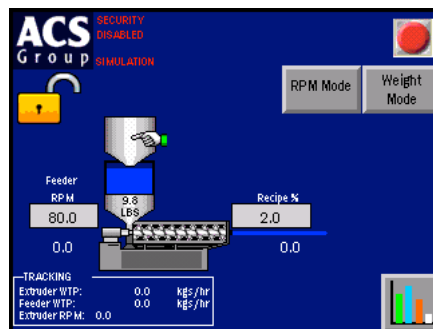 ACS
Group
SECURITY
DISABLED
SIMULATION
RPM Mode
Weight
Mode
Feeder
RPM
80.0
0.0
9.8
LBS
Recipe %
2.0
0.0
TRACKING
Extruder WTP: 0.0 kgs/hr
Feeder WTP: 0.0 kgs/hr
Extruder RPM: 0.0